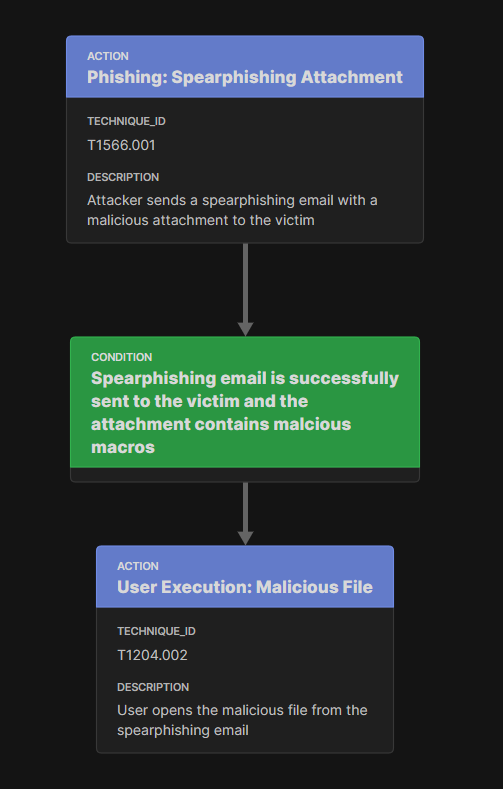 ACTION
Phishing: Spearphishing Attachment
TECHNIQUE_ID
T1566.001
DESCRIPTION
Attacker sends a spearphishing email with a
malicious attachment to the victim
CONDITION
Spearphishing email is successfully
sent to the victim and the
attachment contains malcious
macros
ACTION
User Execution: Malicious File
TECHNIQUE_ID
T1204.002
DESCRIPTION
User opens the malicious file from the
spearphishing email